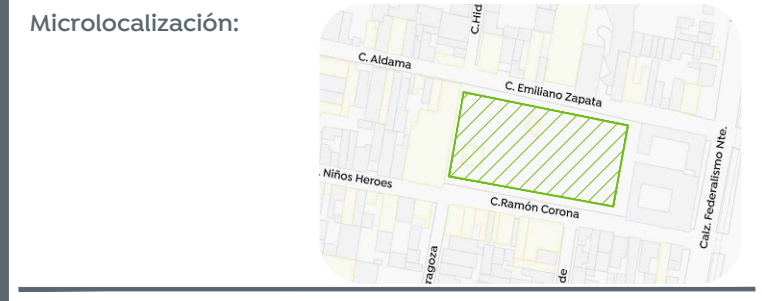 Microlocalización:
C.Hid
C. Aldama
C. Emiliano Zapata
. Niños Heroes
C.Ramón Corona
Calz. Federalismo Nte.
ragoza
de